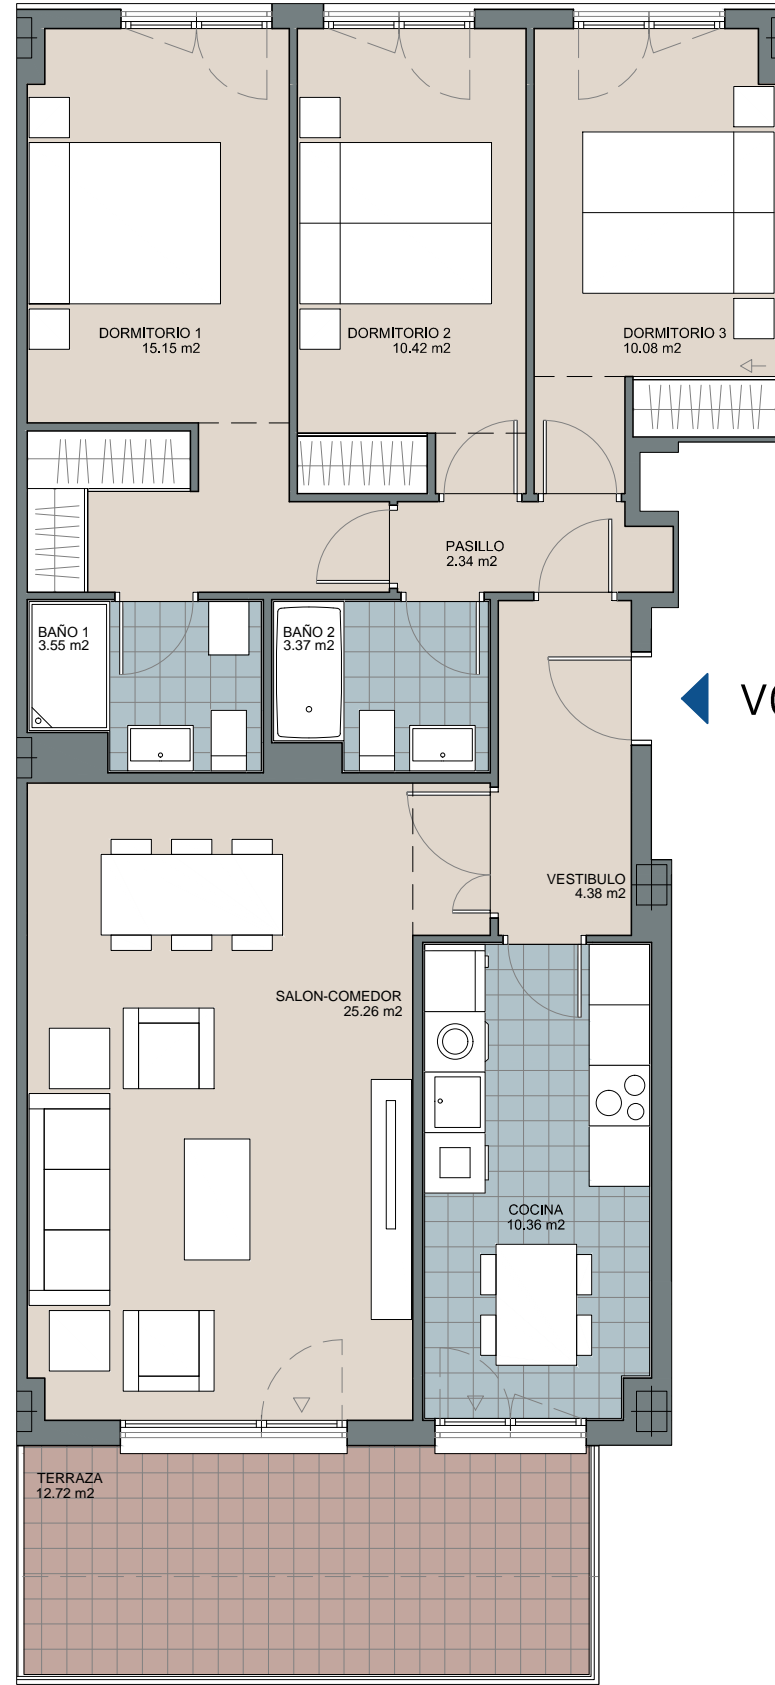 DORMITORIO 1
15.15 m2
DORMITORIO 2
10.42 m2
DORMITORIO 3
10.08 m2
PASILLO
2.34 m2
BAÑO 1
3.55 m2
BAÑO 2
3.37 m2
VESTIBULO
4.38 m2
SALON-COMEDOR
25.26 m2
COCINA
10.36 m2
TERRAZA
12.72 m2